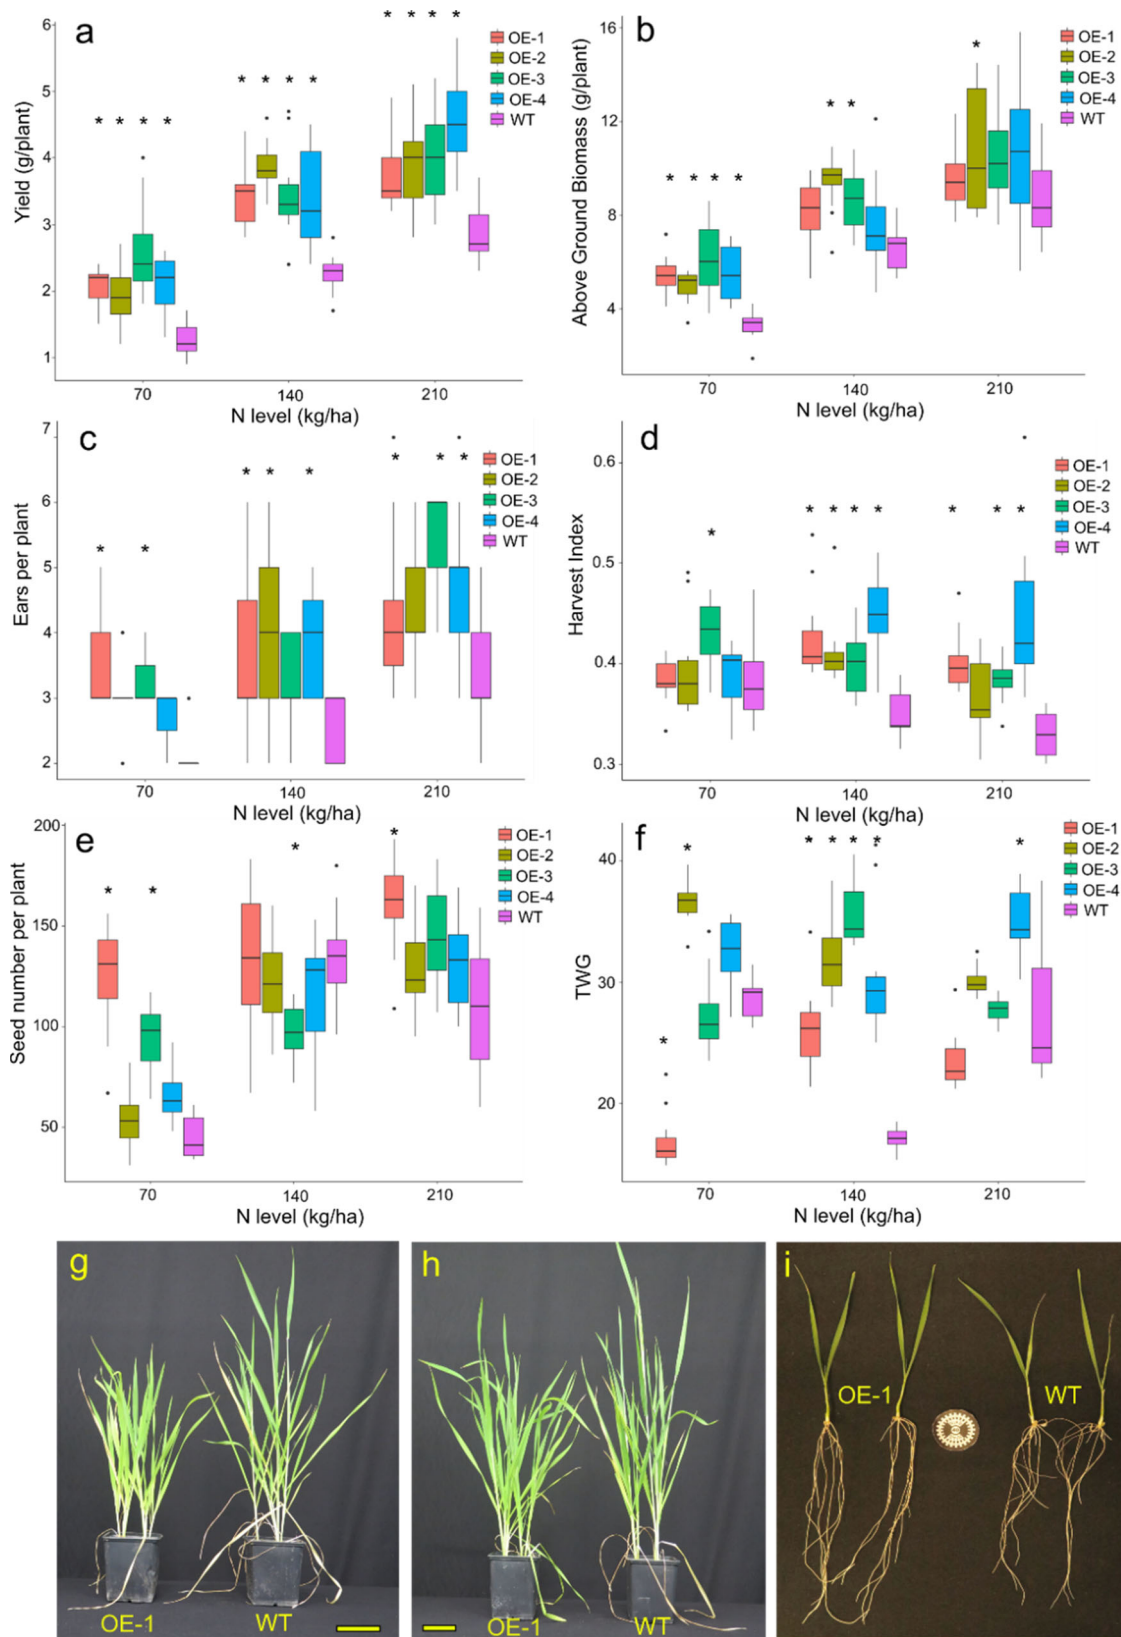 a
Yield (g/plant)
6
5
4
3
2
1
* * * *
* * * *
* * * *
OE-1
OE-2
OE-3
OE-4
WT
70 140 210
N level (kg/ha)
b
Above Ground Biomass (g/plant)
16
12
8
4
* * * *
* *
*
OE-1
OE-2
OE-3
OE-4
WT
70 140 210
N level (kg/ha)
c
Ears per plant
7
6
5
4
3
2
* *
* * *
* * *
OE-1
OE-2
OE-3
OE-4
WT
70 140 210
N level (kg/ha)
d
Harvest Index
0.6
0.5
0.4
0.3
*
* * * *
* * *
OE-1
OE-2
OE-3
OE-4
WT
70 140 210
N level (kg/ha)
e
Seed number per plant
200
150
100
50
* *
*
*
OE-1
OE-2
OE-3
OE-4
WT
70 140 210
N level (kg/ha)
f
TWG
40
30
20
* *
* * * *
*
OE-1
OE-2
OE-3
OE-4
WT
70 140 210
N level (kg/ha)
g
OE-1 WT
h
OE-1 WT
i
OE-1 WT